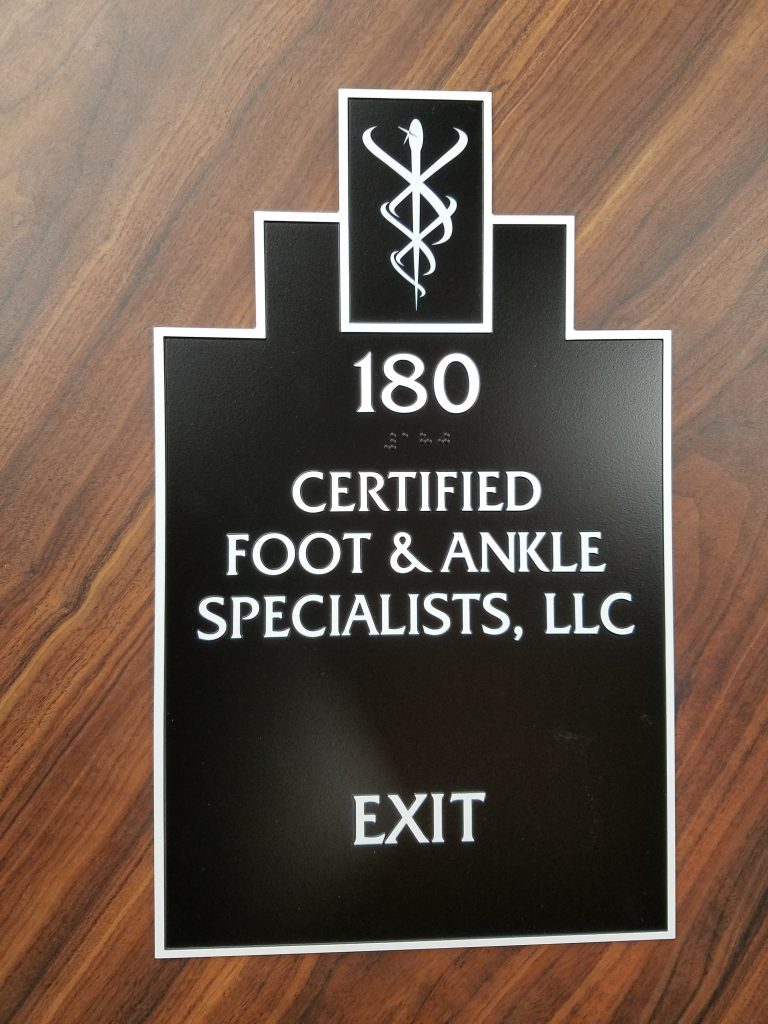 180
CERTIFIED
FOOT & ANKLE
SPECIALISTS, LLC
EXIT